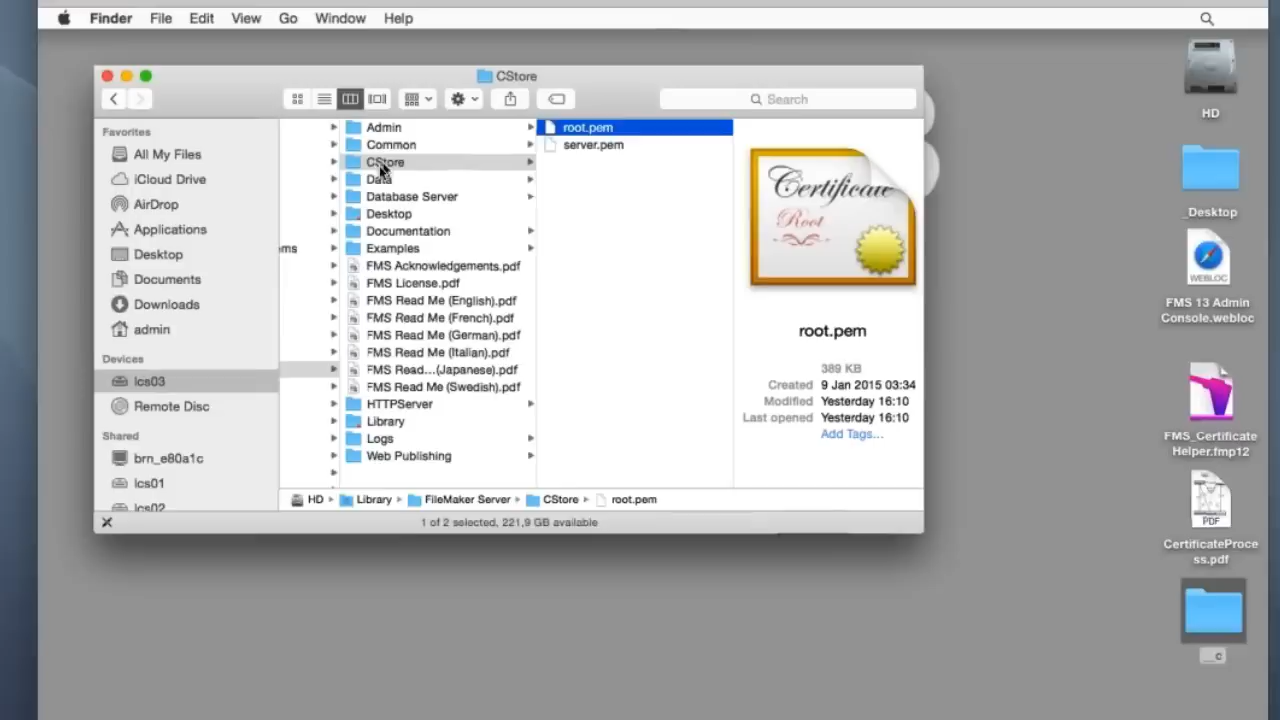 Finder File Edit View Go Window Help
CStore
Search
Favorites
All My Files
iCloud Drive
AirDrop
Applications
Desktop
Documents
Downloads
admin
Devices
lcs03
Remote Disc
Shared
brn_e80a1c
lcs01
lcs02
ems
Admin
Common
CStore
Data
Database Server
Desktop
Documentation
Examples
FMS Acknowledgements.pdf
FMS License.pdf
FMS Read Me (English).pdf
FMS Read Me (French).pdf
FMS Read Me (German).pdf
FMS Read Me (Italian).pdf
FMS Read...(Japanese).pdf
FMS Read Me (Swedish).pdf
HTTPServer
Library
Logs
Web Publishing
root.pem
server.pem
Certificate
Root
root.pem
389 KB
Created 9 Jan 2015 03:34
Modified Yesterday 16:10
Last opened Yesterday 16:10
Add Tags...
HD Library FileMaker Server CStore root.pem
1 of 2 selected, 221,9 GB available
HD
_Desktop
WEBLOC
FMS 13 Admin
Console.webloc
FMS_Certificate
Helper.fmp12
PDF
CertificateProce
ss.pdf